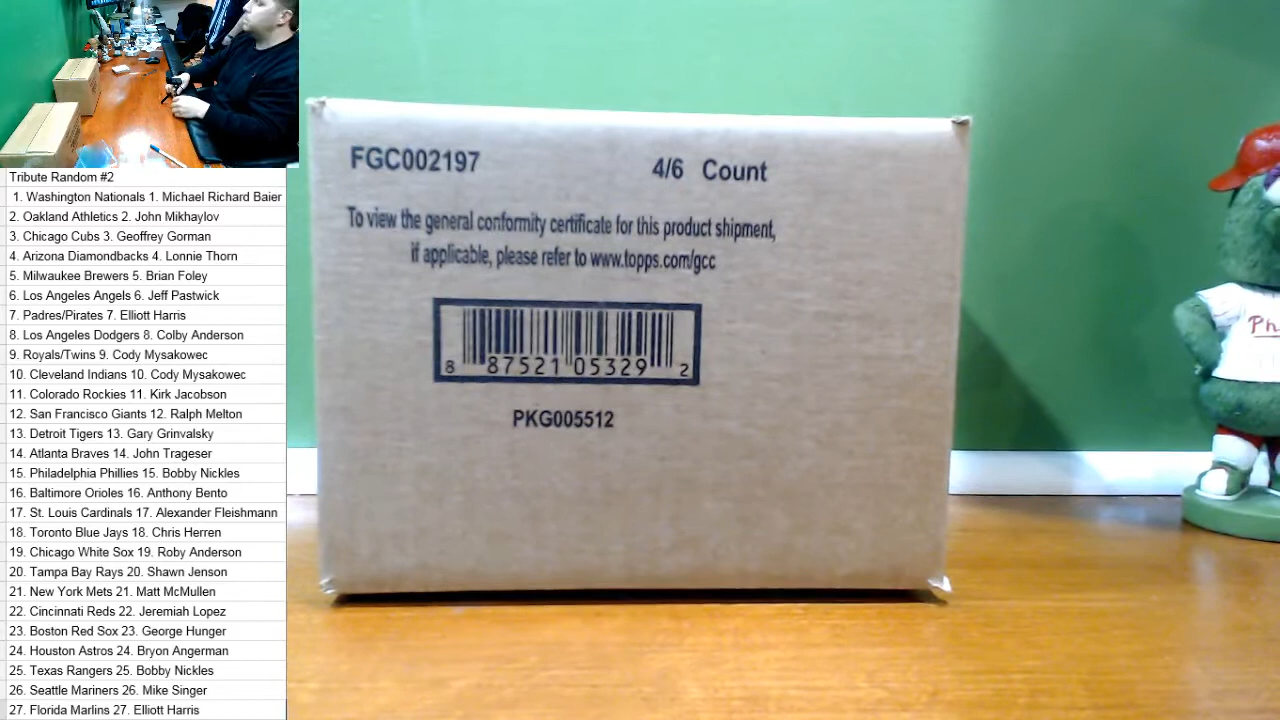 Tribute Random #2
1. Washington Nationals 1. Michael Richard Baier
2. Oakland Athletics 2. John Mikhaylov
3. Chicago Cubs 3. Geoffrey Gorman
4. Arizona Diamondbacks 4. Lonnie Thorn
5. Milwaukee Brewers 5. Brian Foley
6. Los Angeles Angels 6. Jeff Pastwick
7. Padres/Pirates 7. Elliott Harris
8. Los Angeles Dodgers 8. Colby Anderson
9. Royals/Twins 9. Cody Mysakowec
10. Cleveland Indians 10. Cody Mysakowec
11. Colorado Rockies 11. Kirk Jacobson
12. San Francisco Giants 12. Ralph Melton
13. Detroit Tigers 13. Gary Grinvalsky
14. Atlanta Braves 14. John Trageser
15. Philadelphia Phillies 15. Bobby Nickles
16. Baltimore Orioles 16. Anthony Bento
17. St. Louis Cardinals 17. Alexander Fleishmann
18. Toronto Blue Jays 18. Chris Herren
19. Chicago White Sox 19. Roby Anderson
20. Tampa Bay Rays 20. Shawn Jenson
21. New York Mets 21. Matt McMullen
22. Cincinnati Reds 22. Jeremiah Lopez
23. Boston Red Sox 23. George Hunger
24. Houston Astros 24. Bryon Angerman
25. Texas Rangers 25. Bobby Nickles
26. Seattle Mariners 26. Mike Singer
27. Florida Marlins 27. Elliott Harris
FGC002197 4/6 Count
To view the general conformity certificate for this product shipment,
if applicable, please refer to www.topps.com/gcc
8 87521 05329 2
PKG005512
Ph